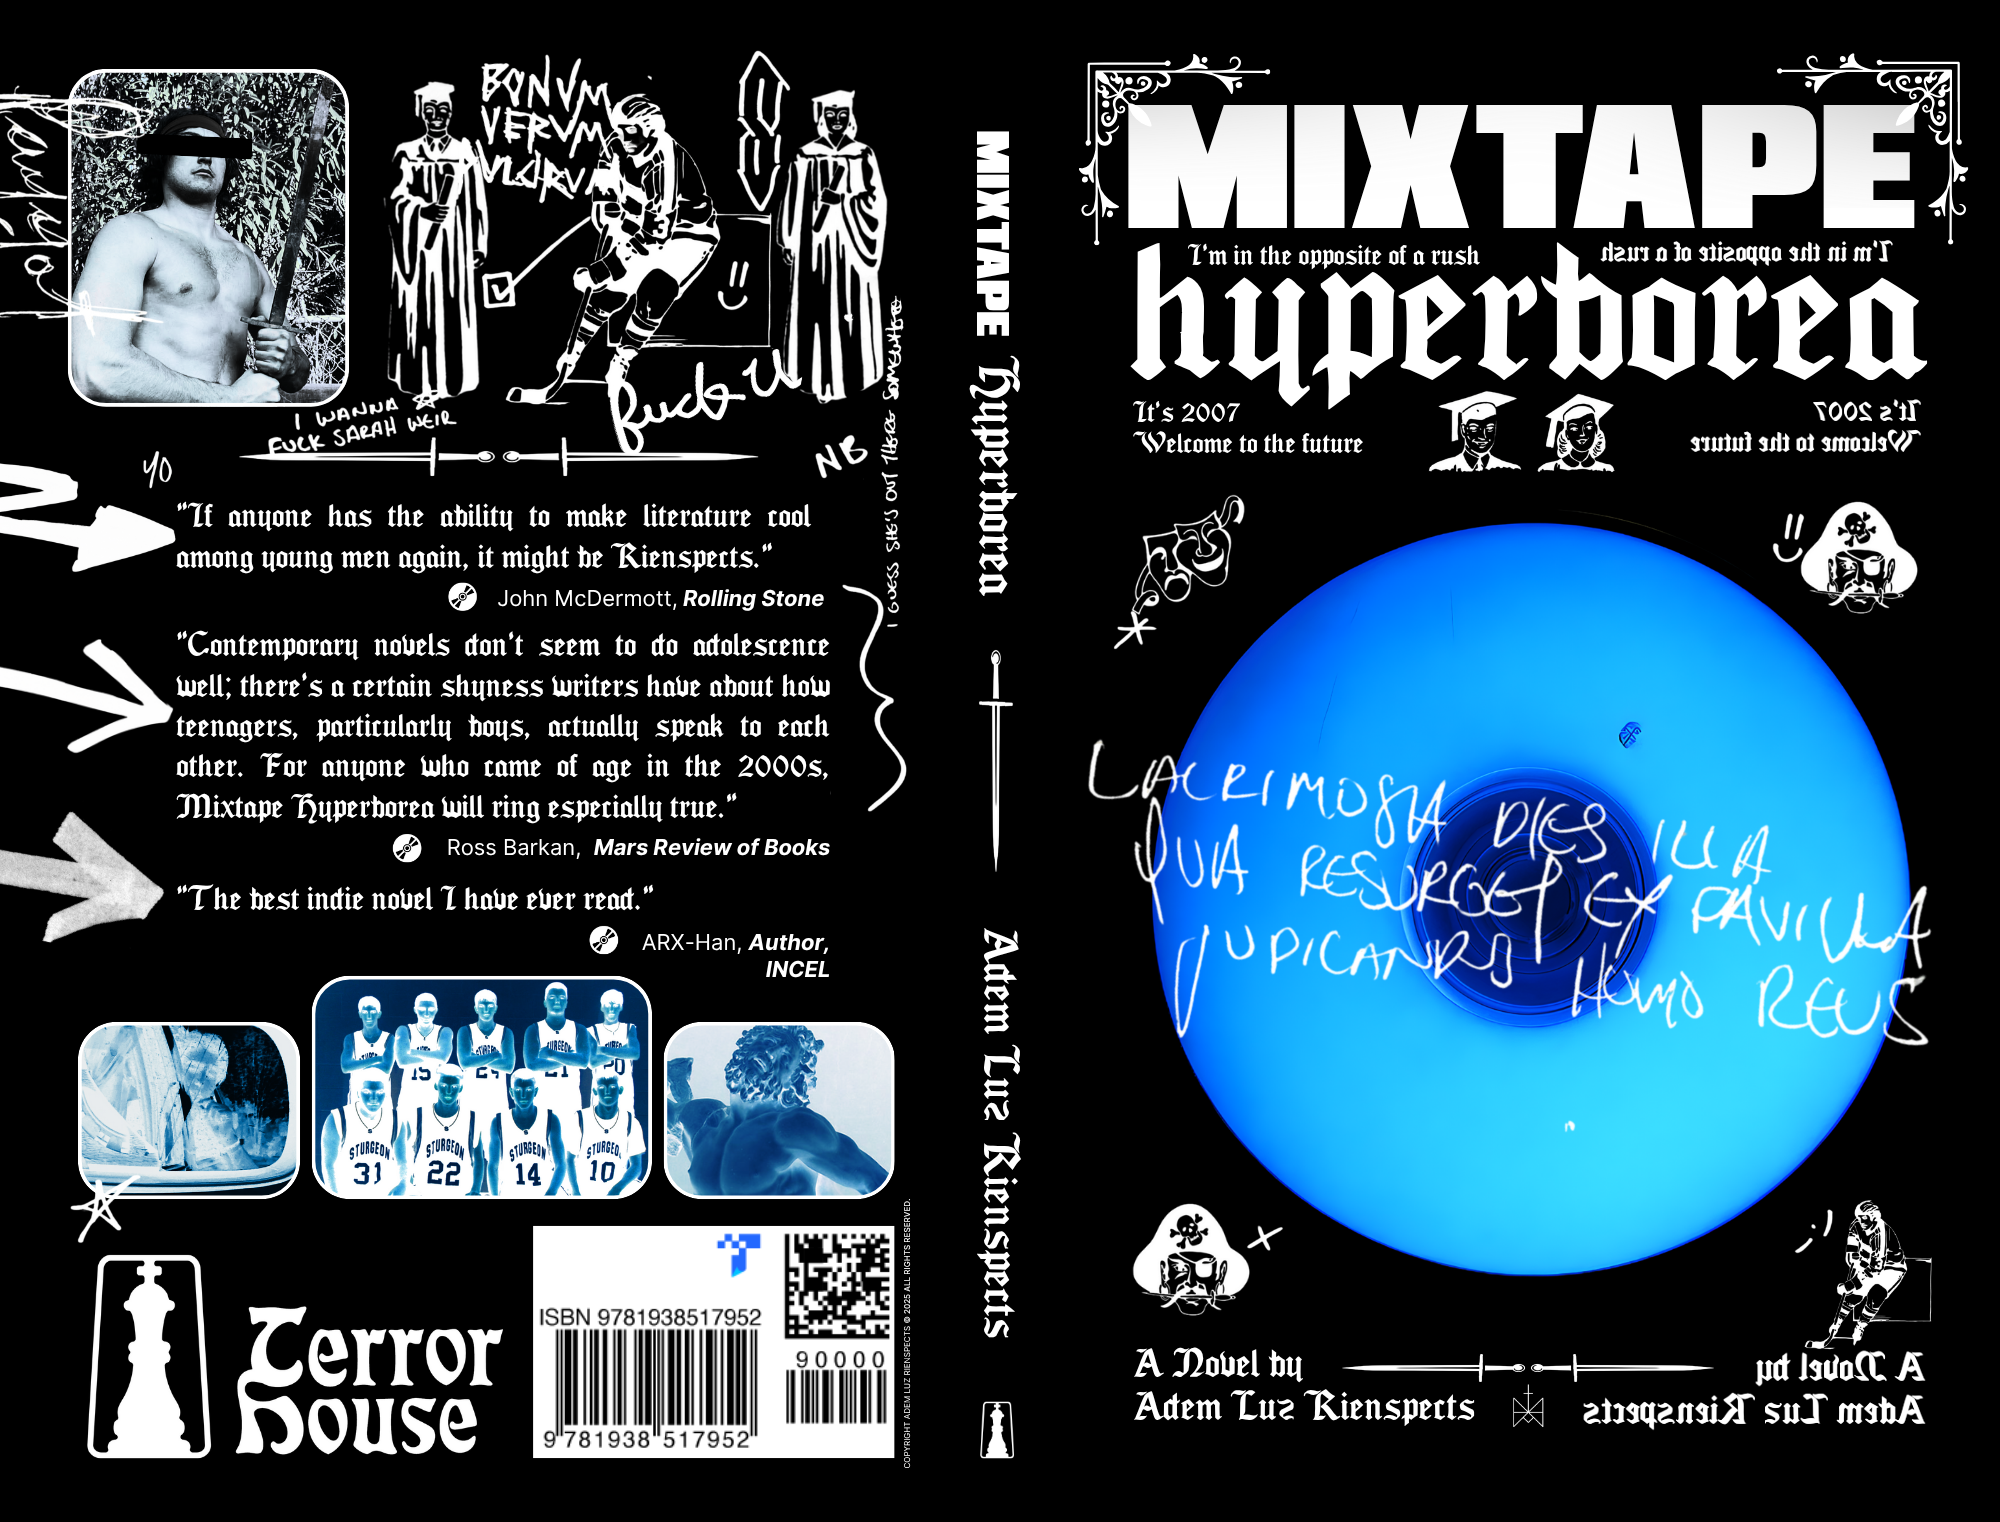 BONVM
VERVM
I WANNA
FUCK SARAH WEIR
fuck U
NB
YO
I GUESS SHE'S OUT THERE SOMEWHERE
"If anyone has the ability to make literature cool
among young men again, it might be Rienspects."
John McDermott, Rolling Stone
"Contemporary novels don't seem to do adolescence
well; there's a certain shyness writers have about how
teenagers, particularly boys, actually speak to each
other. For anyone who came of age in the 2000s,
Mixtape Hyperborea will ring especially true."
Ross Barkan, Mars Review of Books
"The best indie novel I have ever read."
ARX-Han, Author,
INCEL
STURGEON
31
STURGEON
22
STURGEON
14
STURGEON
10
Terror
House
ISBN 9781938517952
90000
9 781938 517952
COPYRIGHT ADEM LUZ RIENSPECTS © 2025 ALL RIGHTS RESERVED.
MIXTAPE Hyperborea
Adem Luz Rienspects
MIXTAPE
I'm in the opposite of a rush
I'm in the opposite of a rush
hyperborea
It's 2007
Welcome to the future
It's 2007
Welcome to the future
LACRIMOSA DIES ILLA
QUA RESURGET EX FAVILLA
JUDICANDUS HOMO REUS
A Novel by
Adem Luz Rienspects
A Novel by
Adem Luz Rienspects